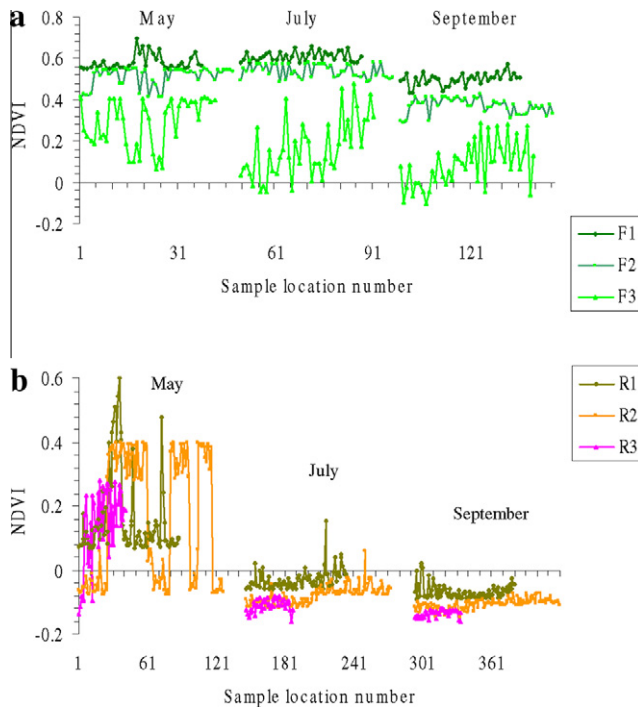 a
May July September
0.8
0.6
0.4
0.2
0
-0.2
NDVI
1 31 61 91 121
Sample location number
F1
F2
F3
b
0.6
0.4
0.2
0
-0.2
NDVI
May
July
September
1 61 121 181 241 301 361
Sample location number
R1
R2
R3